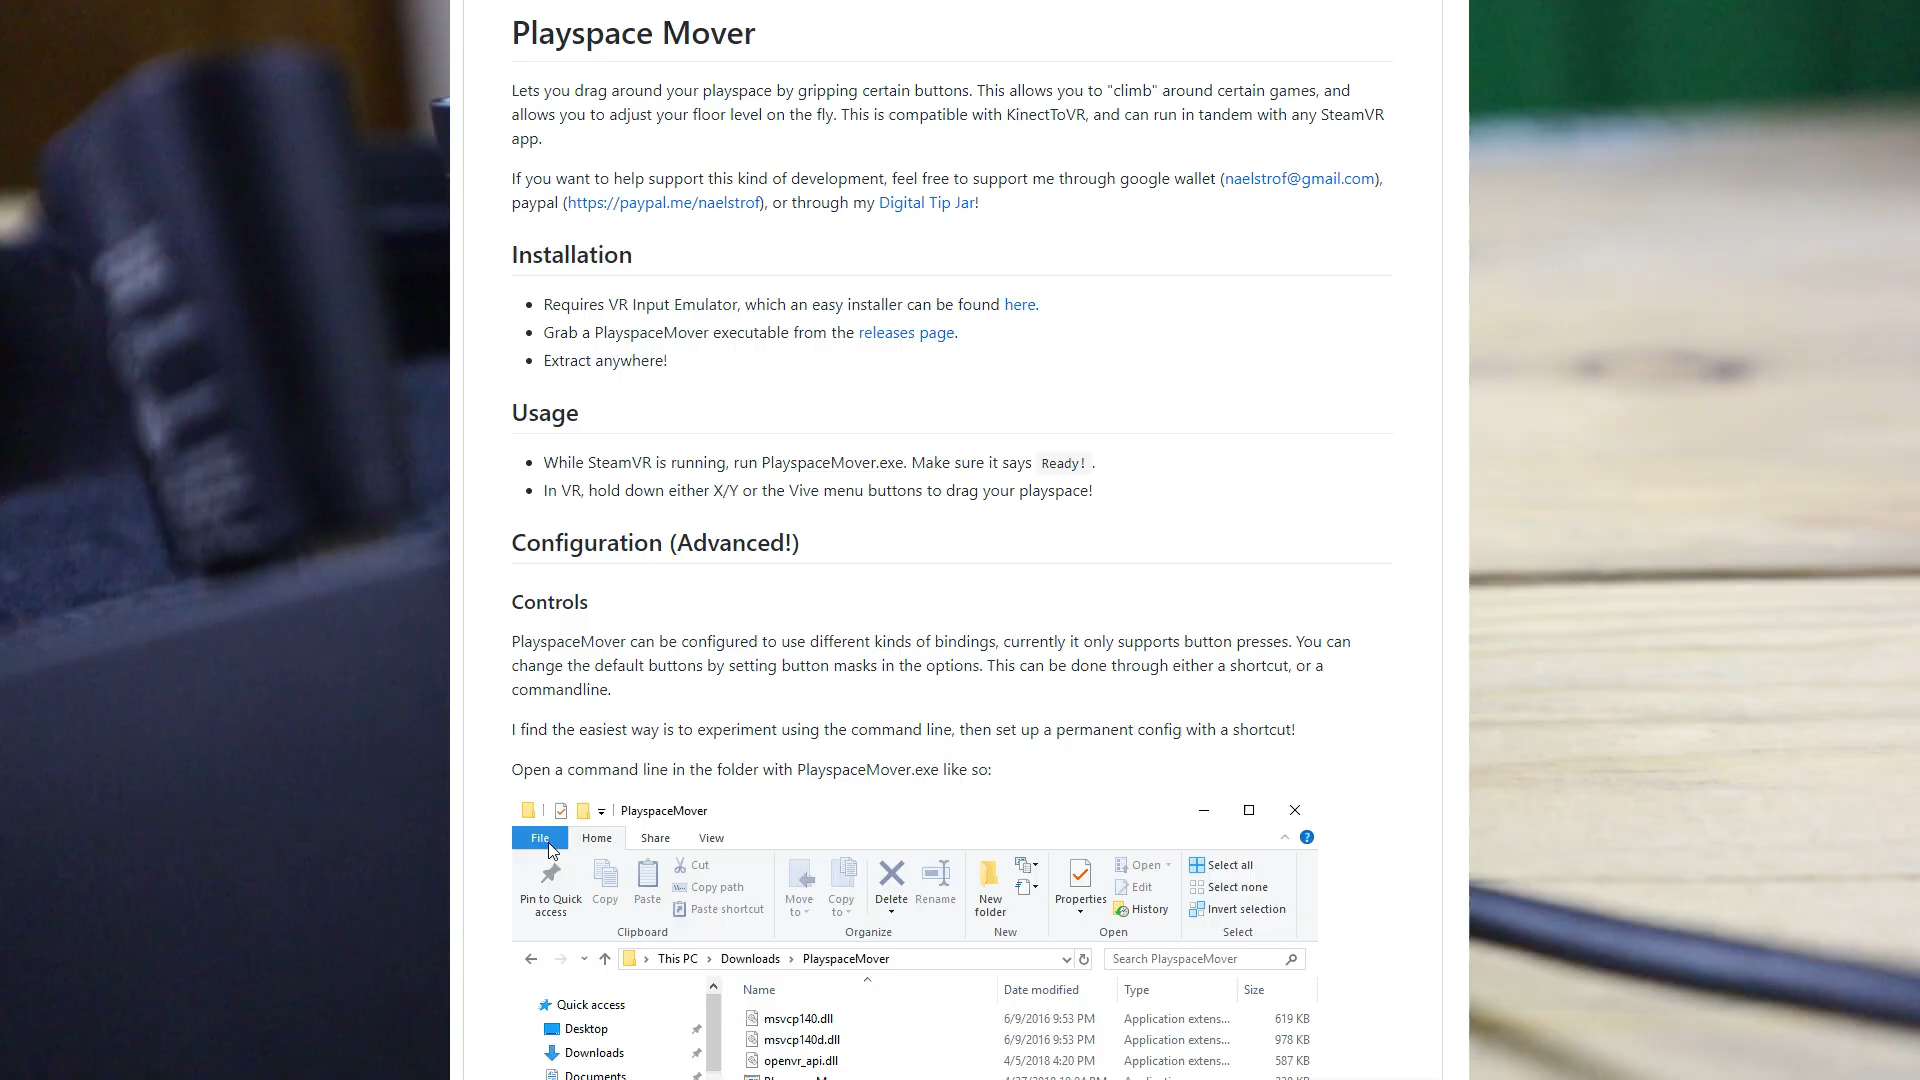 Playspace Mover
Lets you drag around your playspace by gripping certain buttons. This allows you to "climb" around certain games, and
allows you to adjust your floor level on the fly. This is compatible with KinectToVR, and can run in tandem with any SteamVR
app.
If you want to help support this kind of development, feel free to support me through google wallet (naelstrof@gmail.com),
paypal (https://paypal.me/naelstrof), or through my Digital Tip Jar!
Installation
Requires VR Input Emulator, which an easy installer can be found here.
Grab a PlayspaceMover executable from the releases page.
Extract anywhere!
Usage
While SteamVR is running, run PlayspaceMover.exe. Make sure it says Ready! .
In VR, hold down either X/Y or the Vive menu buttons to drag your playspace!
Configuration (Advanced!)
Controls
PlayspaceMover can be configured to use different kinds of bindings, currently it only supports button presses. You can
change the default buttons by setting button masks in the options. This can be done through either a shortcut, or a
commandline.
I find the easiest way is to experiment using the command line, then set up a permanent config with a shortcut!
Open a command line in the folder with PlayspaceMover.exe like so:
PlayspaceMover
File Home Share View
Pin to Quick access
Copy
Paste
Cut
Copy path
Paste shortcut
Move to
Copy to
Delete
Rename
New folder
Properties
Open
Edit
History
Select all
Select none
Invert selection
Clipboard Organize New Open Select
This PC Downloads PlayspaceMover Search PlayspaceMover
Name Date modified Type Size
Quick access
Desktop
Downloads
Documents
msvcp140.dll 6/9/2016 9:53 PM Application extens... 619 KB
msvcp140d.dll 6/9/2016 9:53 PM Application extens... 978 KB
openvr_api.dll 4/5/2018 4:20 PM Application extens... 587 KB